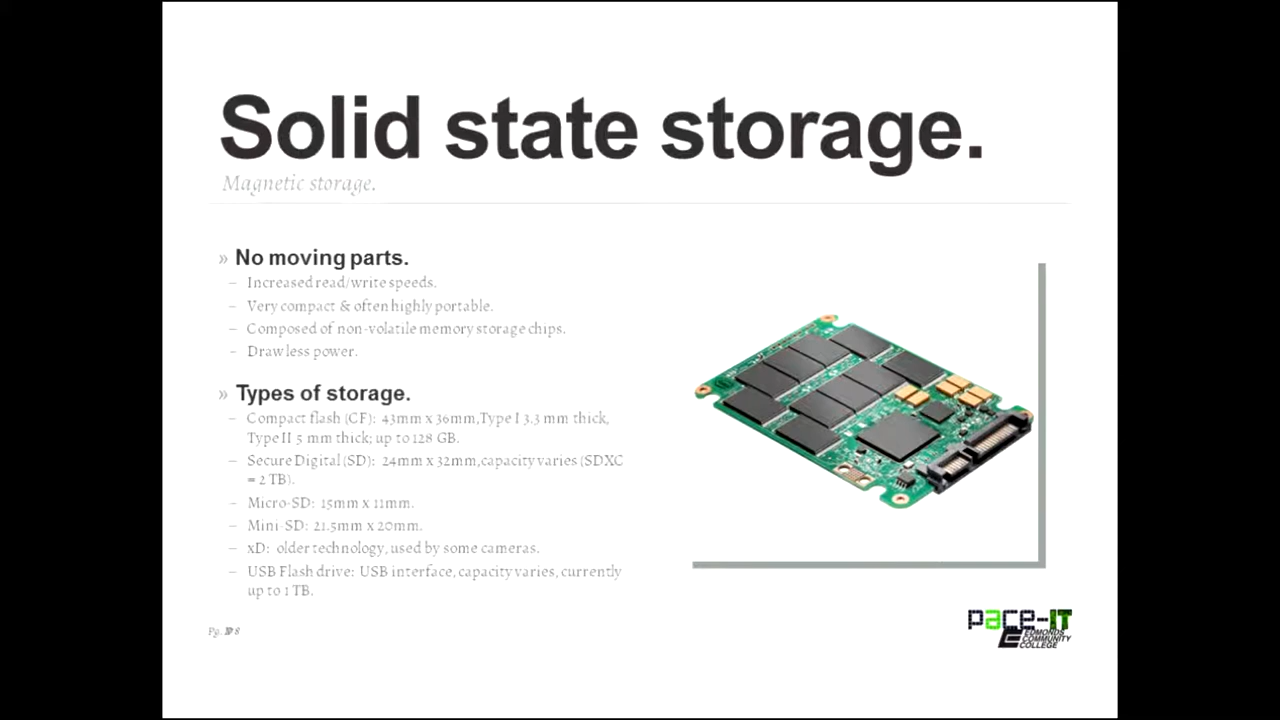 Solid state storage.
Magnetic storage.
» No moving parts.
– Increased read/write speeds.
– Very compact & often highly portable.
– Composed of non-volatile memory storage chips.
– Draw less power.
» Types of storage.
– Compact flash (CF): 43mm x 36mm,Type I 3.3 mm thick,
Type II 5 mm thick; up to 128 GB.
– Secure Digital (SD): 24mm x 32mm,capacity varies (SDXC
= 2 TB).
– Micro-SD: 15mm x 11mm.
– Mini-SD: 21.5mm x 20mm.
– xD: older technology, used by some cameras.
– USB Flash drive: USB interface, capacity varies, currently
up to 1 TB.
Pg. 8
pace-IT
EDMONDS
COMMUNITY
COLLEGE